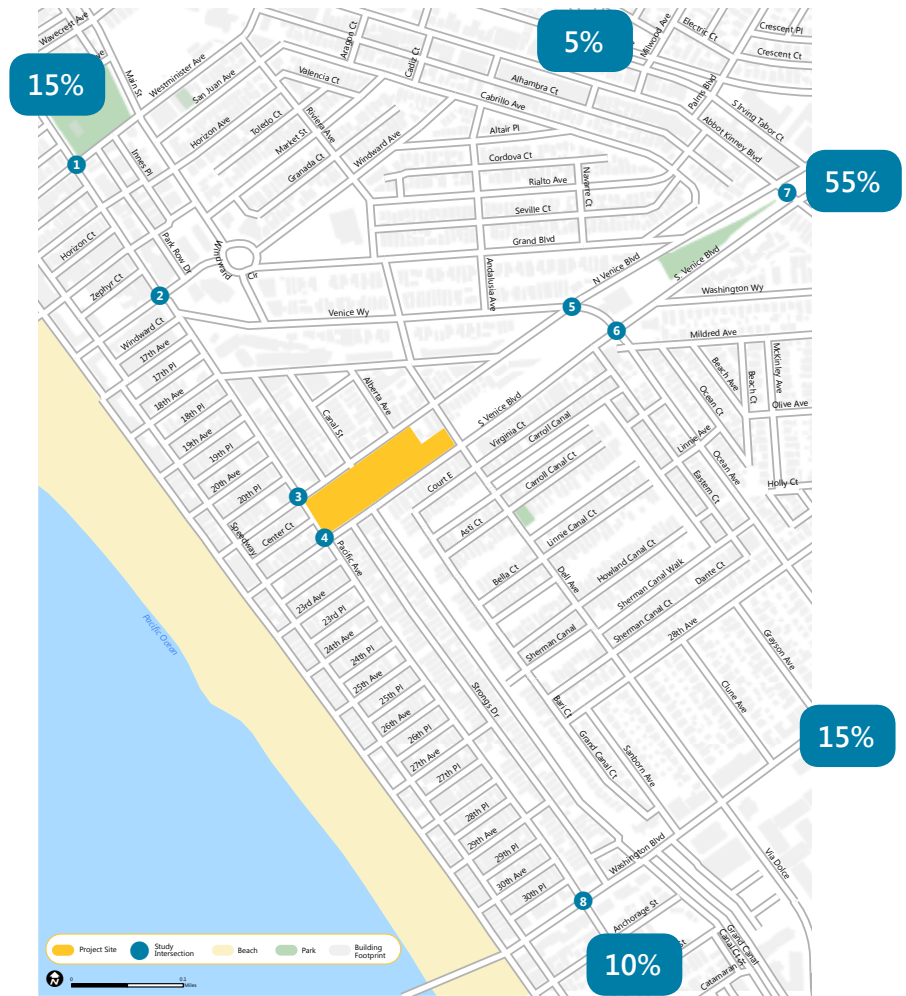 Wavecrest Ave
Ave
15%
Main St
Westminister Ave
San Juan Ave
Horizon Ave
Toledo Ct
Market St
Granada Ct
Riviera Ave
Windward Ave
Valencia Ct
Aragon Ct
Cadiz Ct
5%
Milwood Ave
Electric Ct
Crescent Pl
Crescent Ct
Palms Blvd
Alhambra Ct
Cabrillo Ave
S Irving Tabor Ct
Abbot Kinney Blvd
Altair Pl
Cordova Ct
Rialto Ave
Navarre Ct
Seville Ct
Grand Blvd
1
Innes Pl
7
55%
Horizon Ct
Park Row Dr
Windward
Cir
Zephyr Ct
2
Andalusia Ave
N Venice Blvd
S. Venice Blvd
Washington Wy
Venice Wy
5
6
Mildred Ave
Windward Ct
17th Ave
17th Pl
18th Ave
18th Pl
19th Ave
19th Pl
20th Ave
20th Pl
Speedway
Center Ct
Canal St
Alberta Ave
S. Venice Blvd
Virginia Ct
Carroll Canal
Carroll Canal Ct
Beach Ave
Beach Ct
McKinley Ave
Olive Ave
Ocean Ct
Linnie Ave
Ocean Ave
Eastern Ct
Holly Ct
3
4
Court E
Asti Ct
Linnie Canal Ct
Howland Canal Ct
Sherman Canal Walk
Dante Ct
Bella Ct
Dell Ave
Sherman Canal Ct
Sherman Canal
28th Ave
Grayson Ave
Clune Ave
Pacific Ave
Pacific Ocean
23rd Ave
23rd Pl
24th Ave
24th Pl
25th Ave
25th Pl
26th Ave
26th Pl
27th Ave
27th Pl
28th Pl
29th Ave
29th Pl
30th Ave
30th Pl
Strongs Dr
Bari Ct
Grand Canal Ct
Sanborn Ave
15%
Washington Blvd
Via Dolce
8
Anchorage St
St
10%
Grand Canal
Canal Ct Ct
Catamaran
Project Site
Study
Intersection
Beach
Park
Building
Footprint
N
0
0.1
Miles